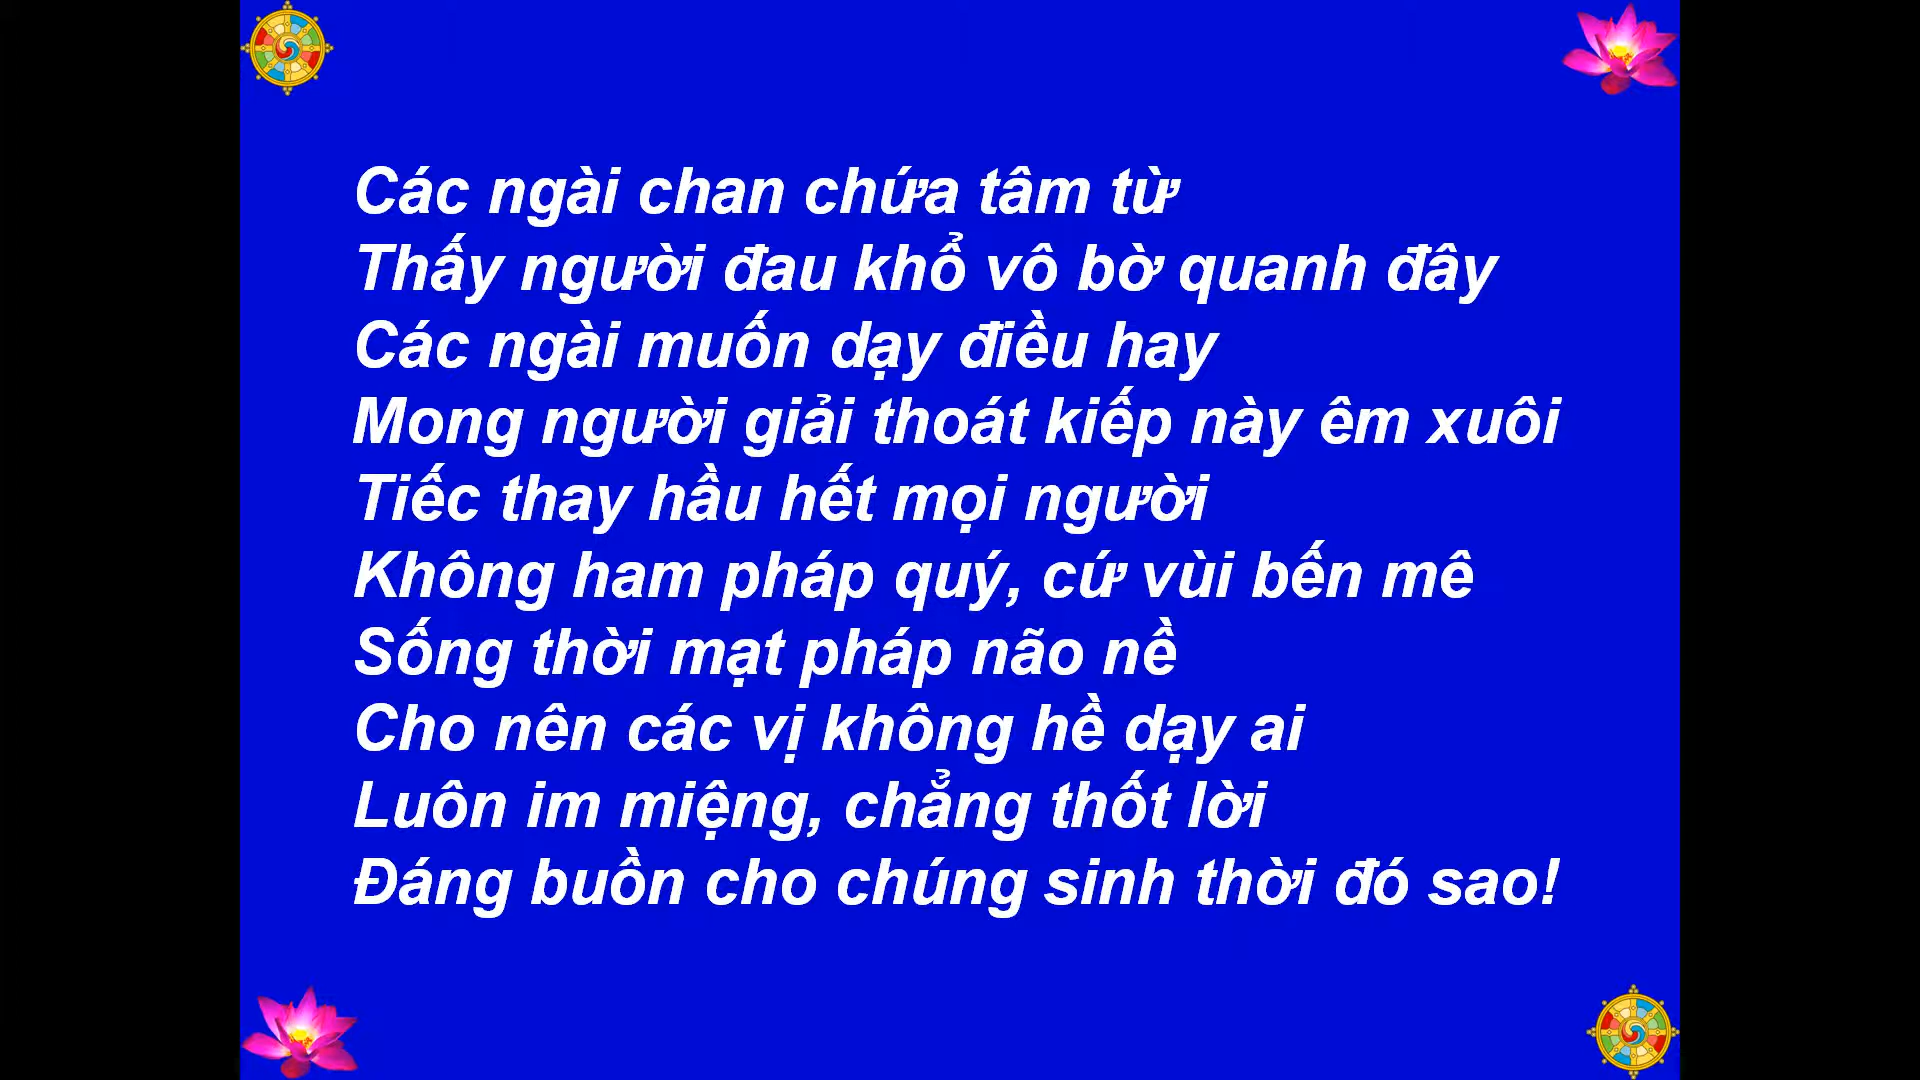 Các ngài chan chứa tâm từ
Thấy người đau khổ vô bờ quanh đây
Các ngài muốn dạy điều hay
Mong người giải thoát kiếp này êm xuôi
Tiếc thay hầu hết mọi người
Không ham pháp quý, cứ vùi bến mê
Sống thời mạt pháp não nề
Cho nên các vị không hề dạy ai
Luôn im miệng, chẳng thốt lời
Đáng buồn cho chúng sinh thời đó sao!